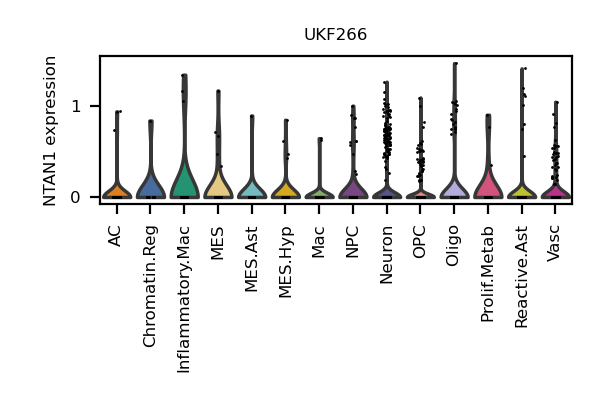 UKF266
NTAN1 expression
1
0
AC
Chromatin.Reg
Inflammatory.Mac
MES
MES.Ast
MES.Hyp
Mac
NPC
Neuron
OPC
Oligo
Prolif.Metab
Reactive.Ast
Vasc